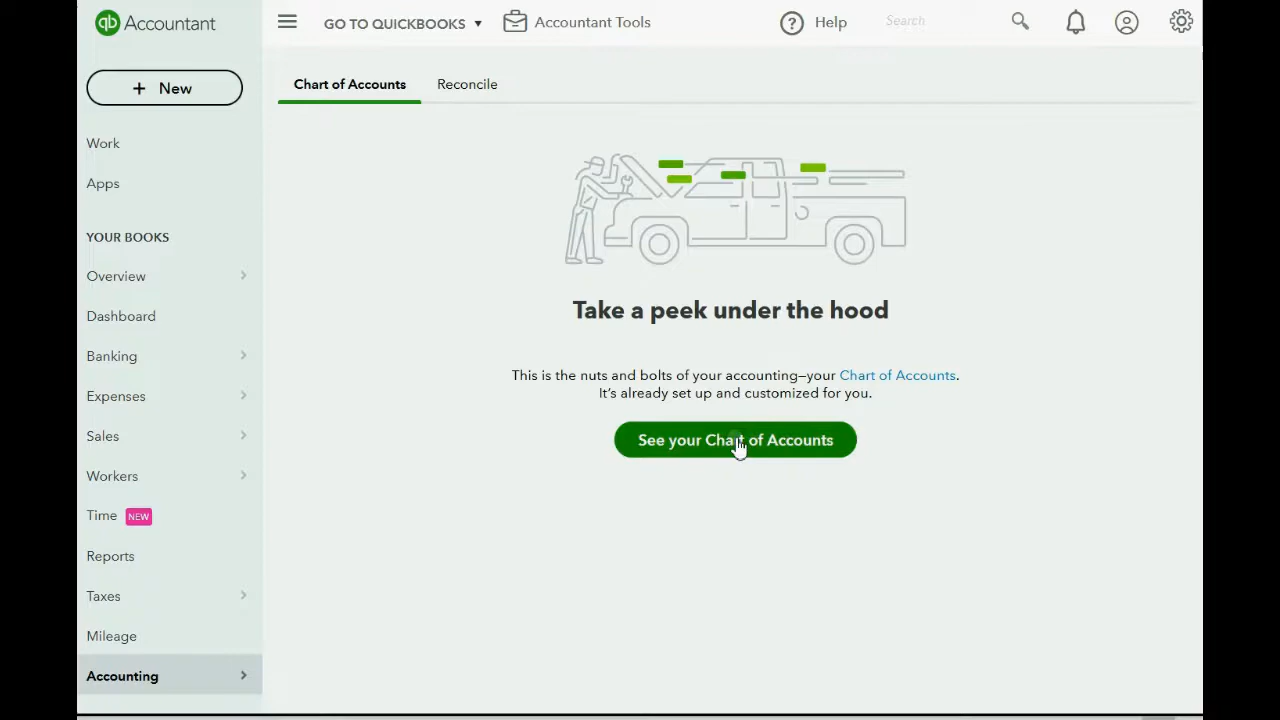 qb Accountant
GO TO QUICKBOOKS ▾
Accountant Tools
? Help
Search
+ New
Chart of Accounts
Reconcile
Work
Apps
YOUR BOOKS
Overview
Dashboard
Banking
Expenses
Sales
Workers
Time NEW
Reports
Taxes
Mileage
Accounting
Take a peek under the hood
This is the nuts and bolts of your accounting—your Chart of Accounts.
It's already set up and customized for you.
See your Chart of Accounts